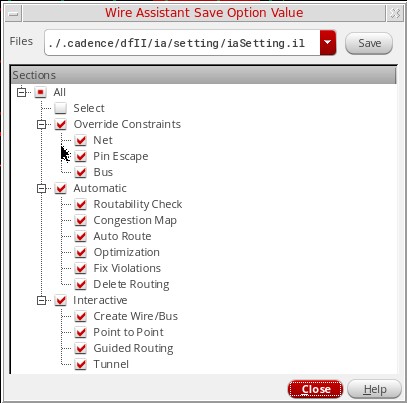 Wire Assistant Save Option Value
Files ./.cadence/dfII/ia/setting/iaSetting.il Save
Sections
All
Select
Override Constraints
Net
Pin Escape
Bus
Automatic
Routability Check
Congestion Map
Auto Route
Optimization
Fix Violations
Delete Routing
Interactive
Create Wire/Bus
Point to Point
Guided Routing
Tunnel
Close Help